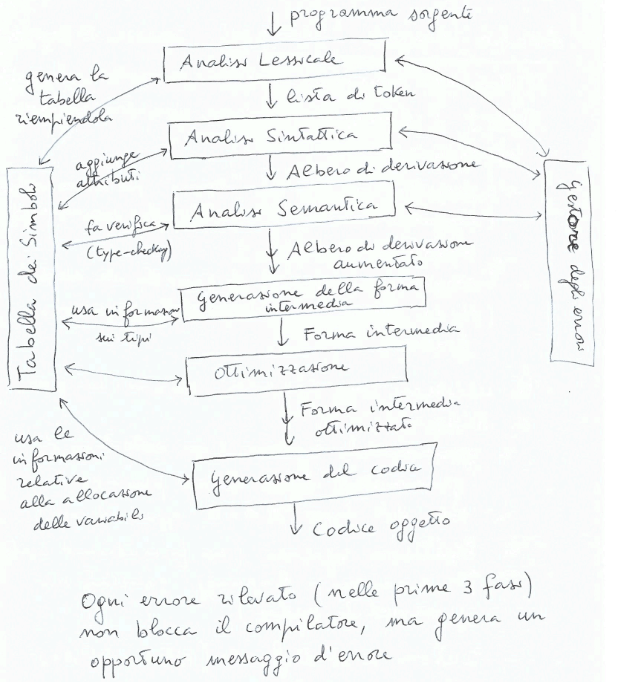 programma sorgente
Analisi Lessicale
genera la
tabella
riempiendola
lista di token
Analisi Sintattica
aggiunge
attributi
Albero di derivazione
Analisi Semantica
fa verifica
(type-checking)
Albero di derivazione
aumentato
Generazione della forma
intermedia
usa informazioni
sui tipi
Forma intermedia
Ottimizzazione
Forma intermedia
ottimizzato
usa le
informazioni
relative
alla allocazione
delle variabili
Generazione del codice
Codice oggetto
Tabella dei Simboli
Gestore degli errori
Ogni errore rilevato (nelle prime 3 fasi)
non blocca il compilatore, ma genera un
opportuno messaggio d'errore